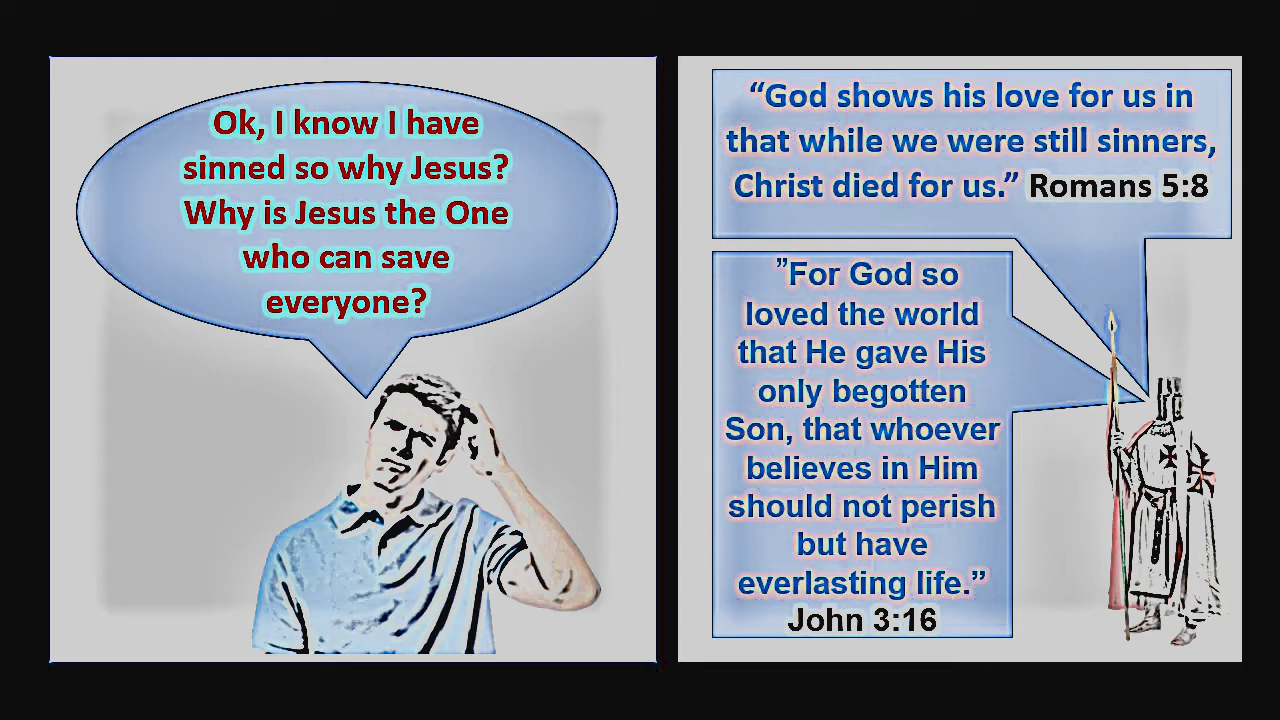 Ok, I know I have
sinned so why Jesus?
Why is Jesus the One
who can save
everyone?
“God shows his love for us in
that while we were still sinners,
Christ died for us.” Romans 5:8
”For God so
loved the world
that He gave His
only begotten
Son, that whoever
believes in Him
should not perish
but have
everlasting life.”
John 3:16